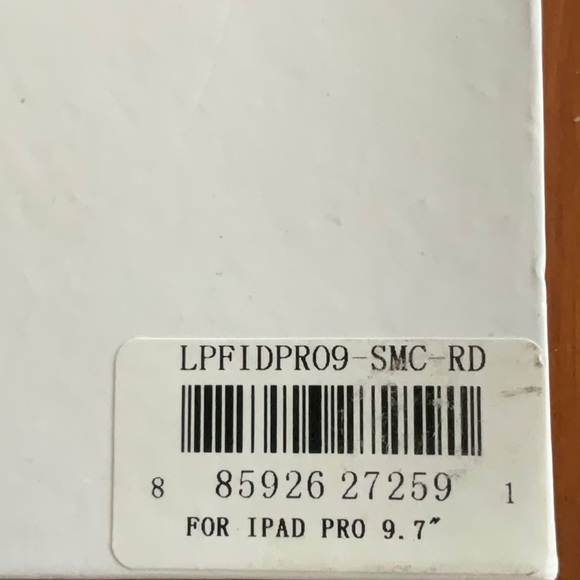 LPFIDPRO9-SMC-RD
8 85926 27259 1
FOR IPAD PRO 9.7"